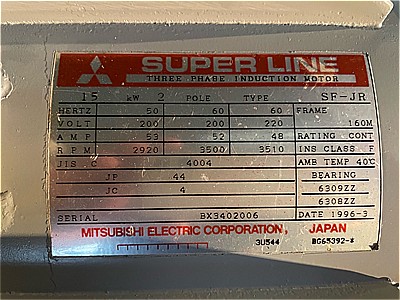 SUPER LINE
THREE PHASE INDUCTION MOTOR
15 kW 2 POLE TYPE SF-JR
HERTZ 50 60 60 FRAME
VOLT 200 200 220 160M
AMP 53 52 48 RATING CONT
RPM 2920 3500 3510 INS CLASS F
JIS C 4004 AMB TEMP 40℃
JP 44 BEARING
JC 4 6309ZZ
6308ZZ
SERIAL BX3402006 DATE 1996-3
MITSUBISHI ELECTRIC CORPORATION, JAPAN
3U544 BG65392-*